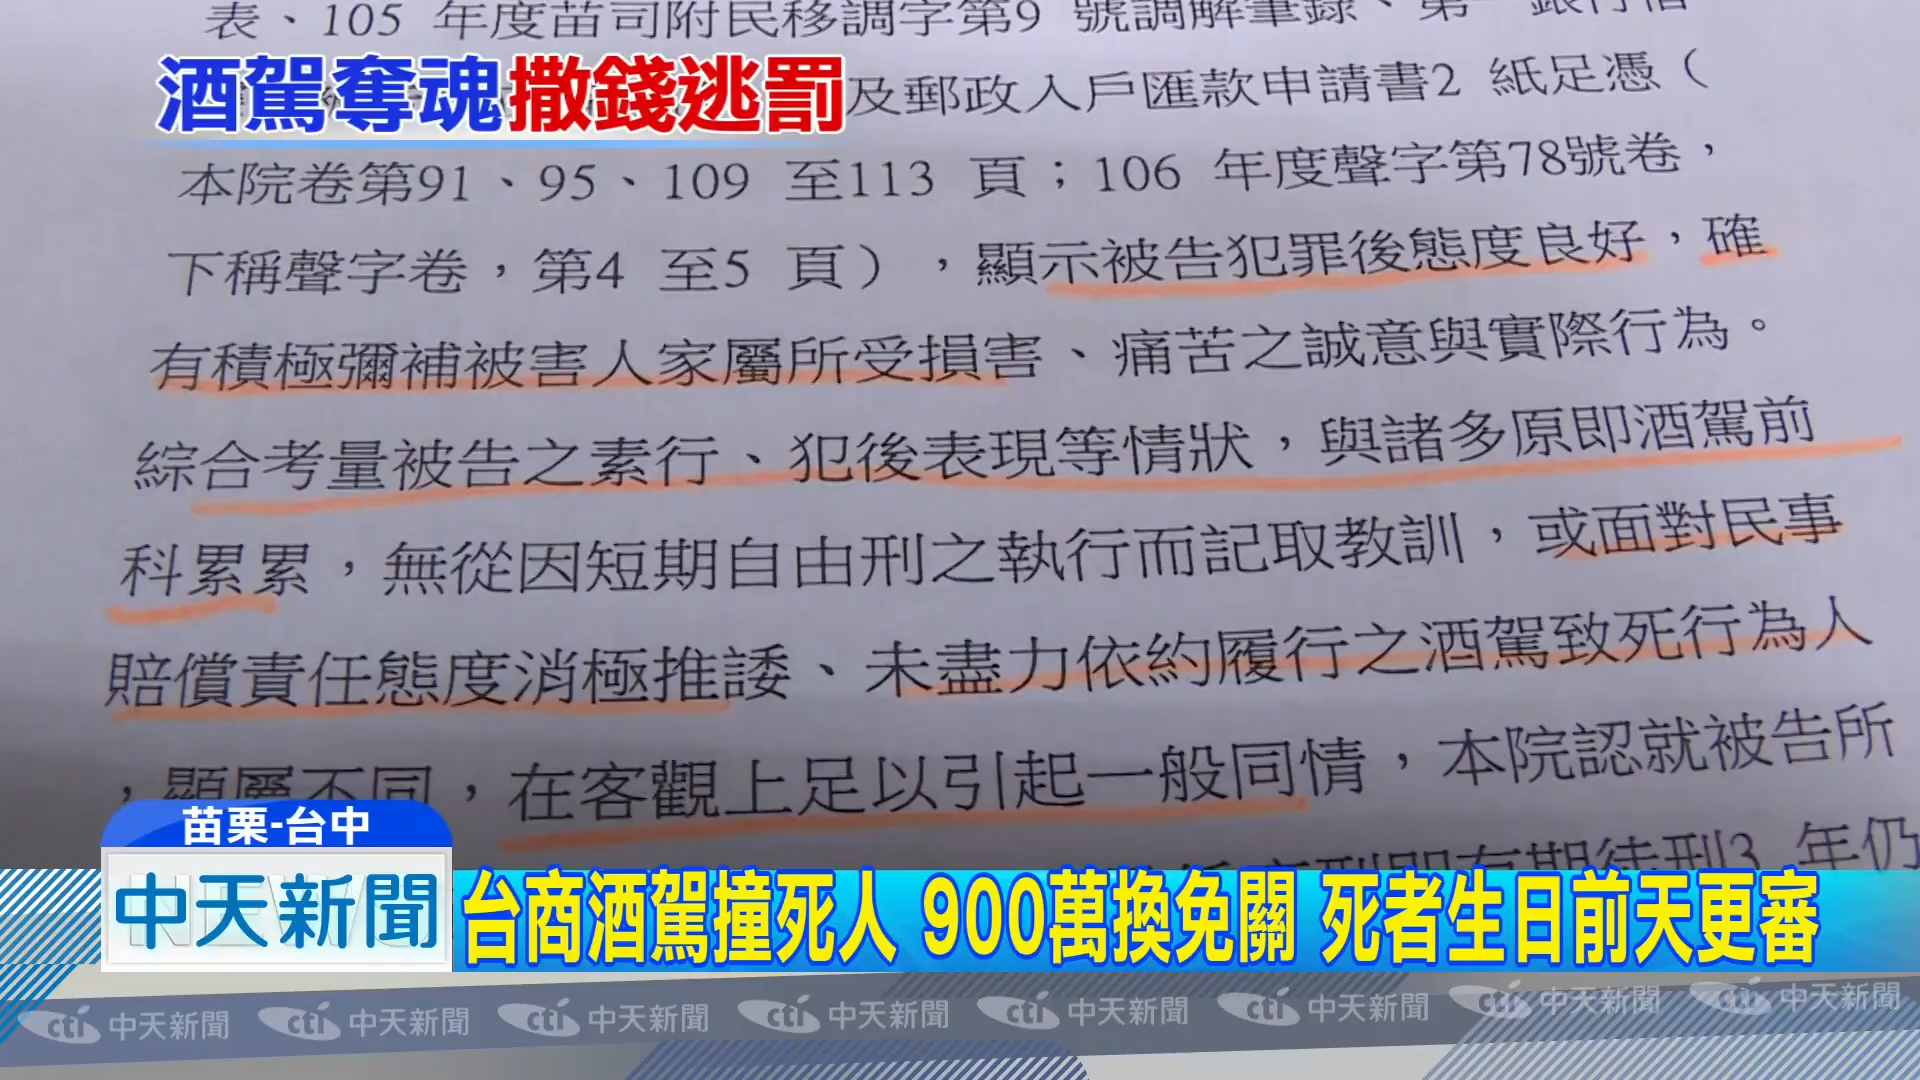 表、105 年度苗司附民移調字第9 號調解筆錄、第一銀行
酒駕奪魂撒錢逃罰
及郵政入戶匯款申請書2 紙足憑（
本院卷第91、95、109 至113 頁；106 年度聲字第78號卷，
下稱聲字卷，第4 至5 頁），顯示被告犯罪後態度良好，確
有積極彌補被害人家屬所受損害、痛苦之誠意與實際行為。
綜合考量被告之素行、犯後表現等情狀，與諸多原即酒駕前
科累累，無從因短期自由刑之執行而記取教訓，或面對民事
賠償責任態度消極推諉、未盡力依約履行之酒駕致死行為人
，顯屬不同，在客觀上足以引起一般同情，本院認就被告所
有期徒刑3 年仍
苗栗-台中
中天新聞
NEWS
台商酒駕撞死人 900萬換免關 死者生日前天更審
cti 中天新聞 cti 中天新聞 cti 中天新聞 cti 中天新聞 cti 中天新聞 cti 中天新聞 cti 中天新聞 cti 中天新聞